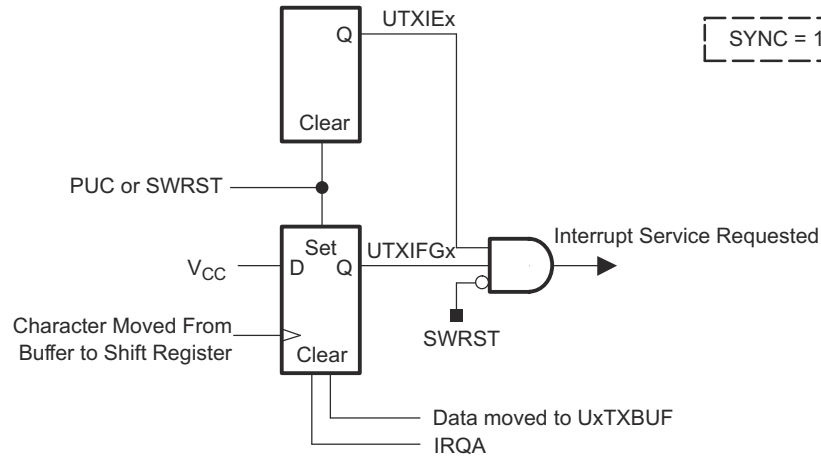 UTXIEx
SYNC = 1
Q
Clear
PUC or SWRST
Set
UTXIFGx
Interrupt Service Requested
VCC
D
Q
Character Moved From
Buffer to Shift Register
SWRST
Clear
Data moved to UxTXBUF
IRQA